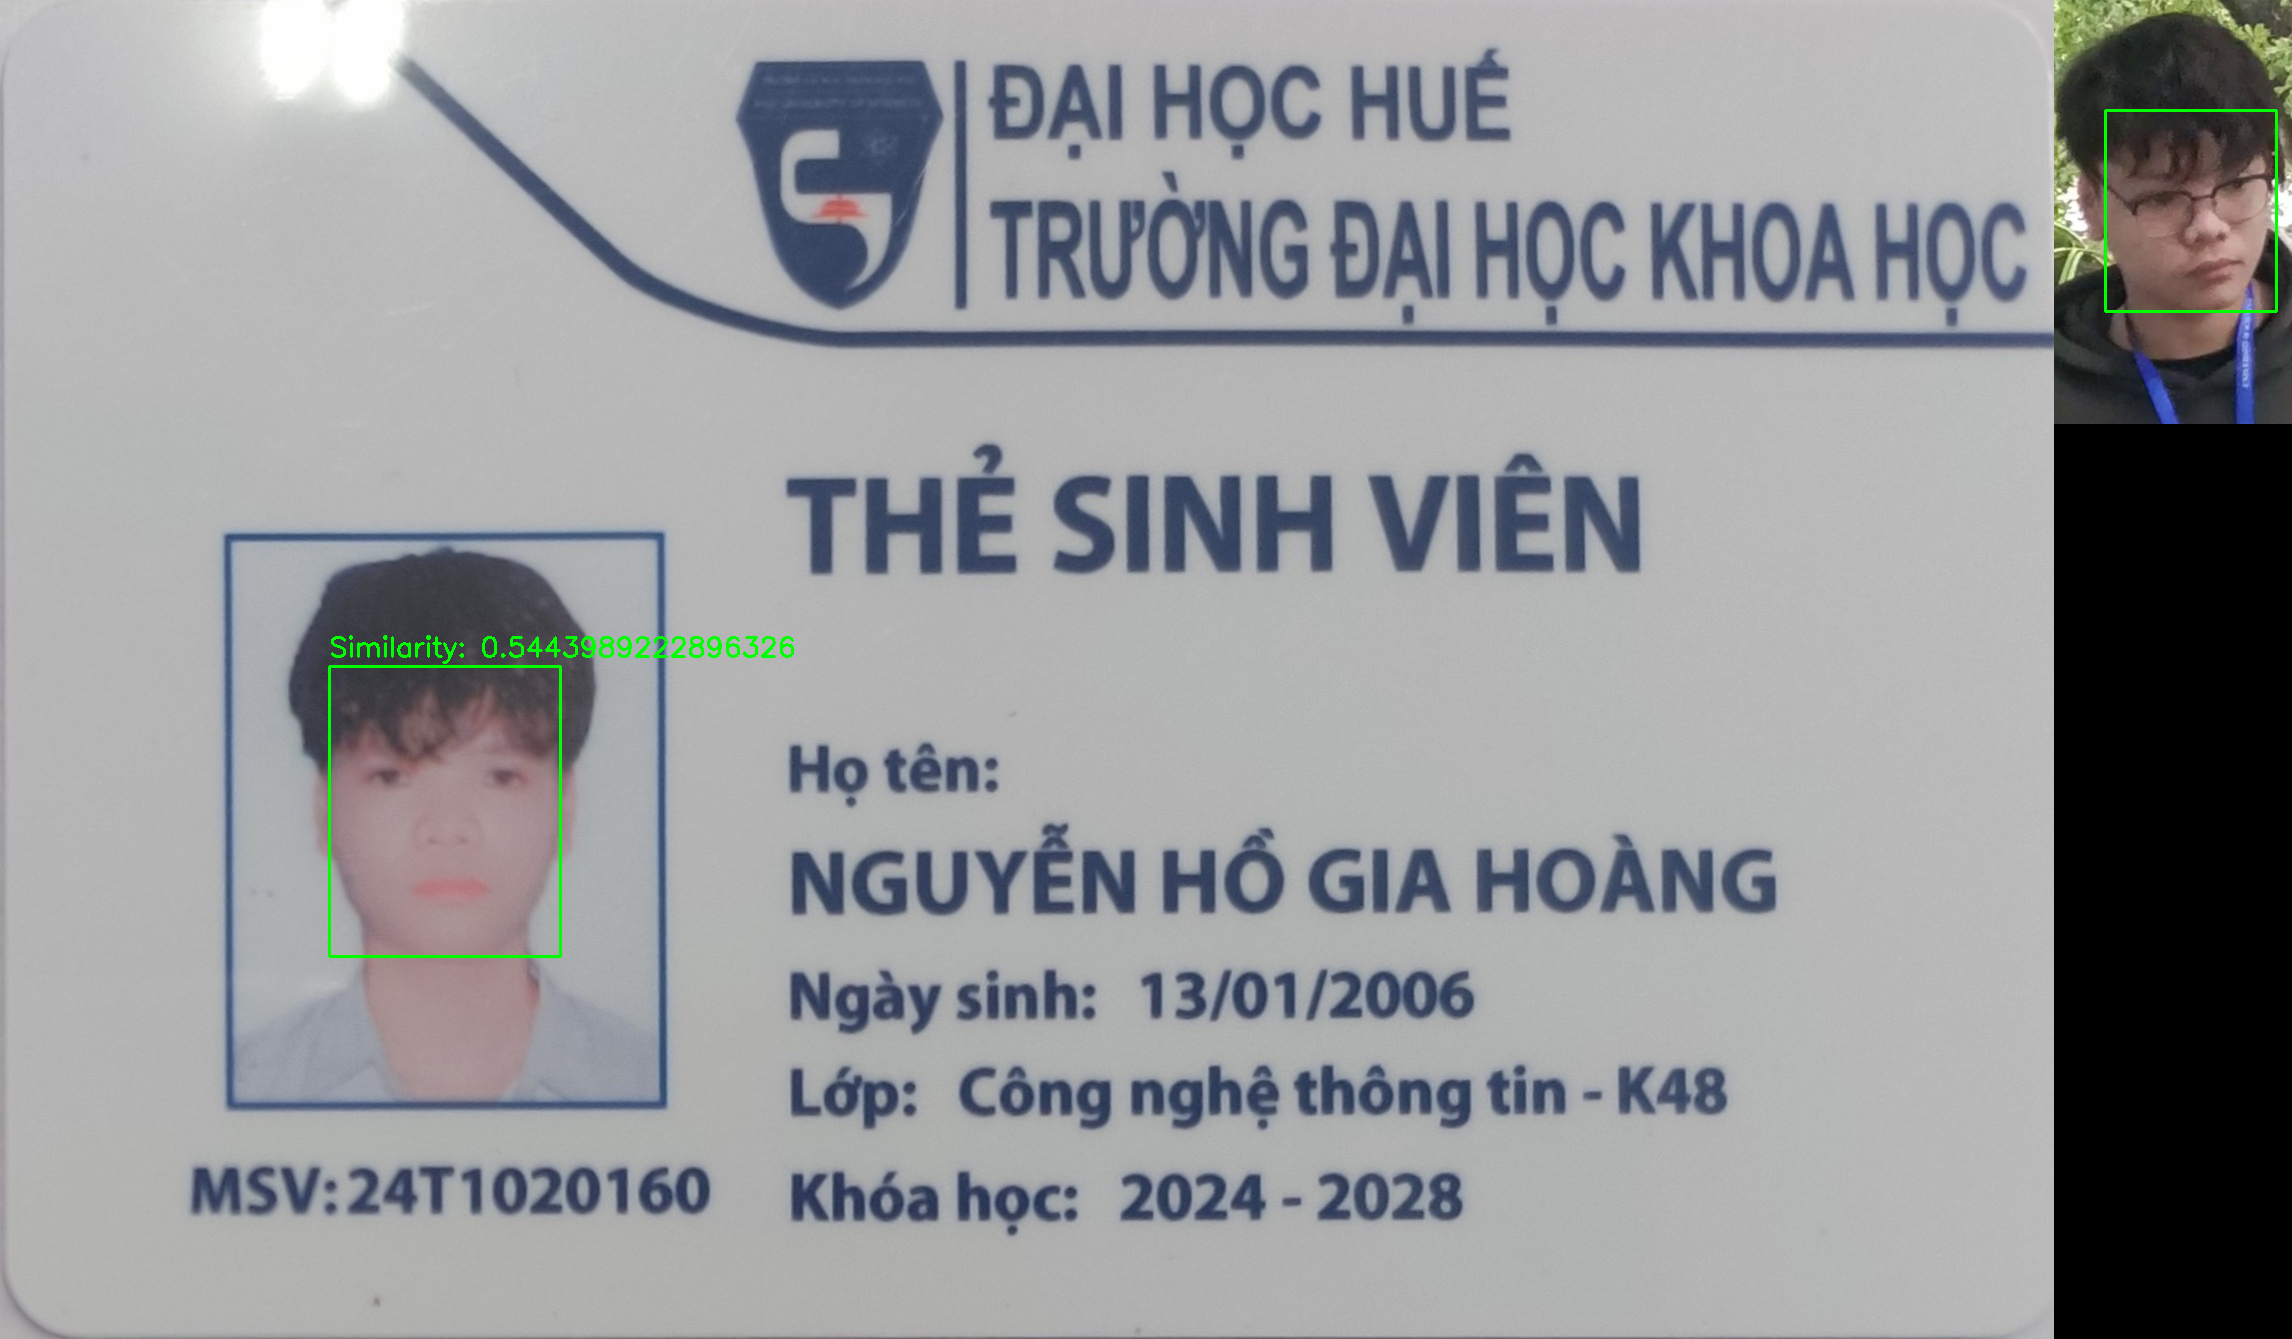 ĐẠI HỌC HUẾ
TRƯỜNG ĐẠI HỌC KHOA HỌC
THẺ SINH VIÊN
Similarity: 0.5443989222896326
Họ tên:
NGUYỄN HỒ GIA HOÀNG
Ngày sinh: 13/01/2006
Lớp: Công nghệ thông tin - K48
MSV: 24T1020160
Khóa học: 2024 - 2028